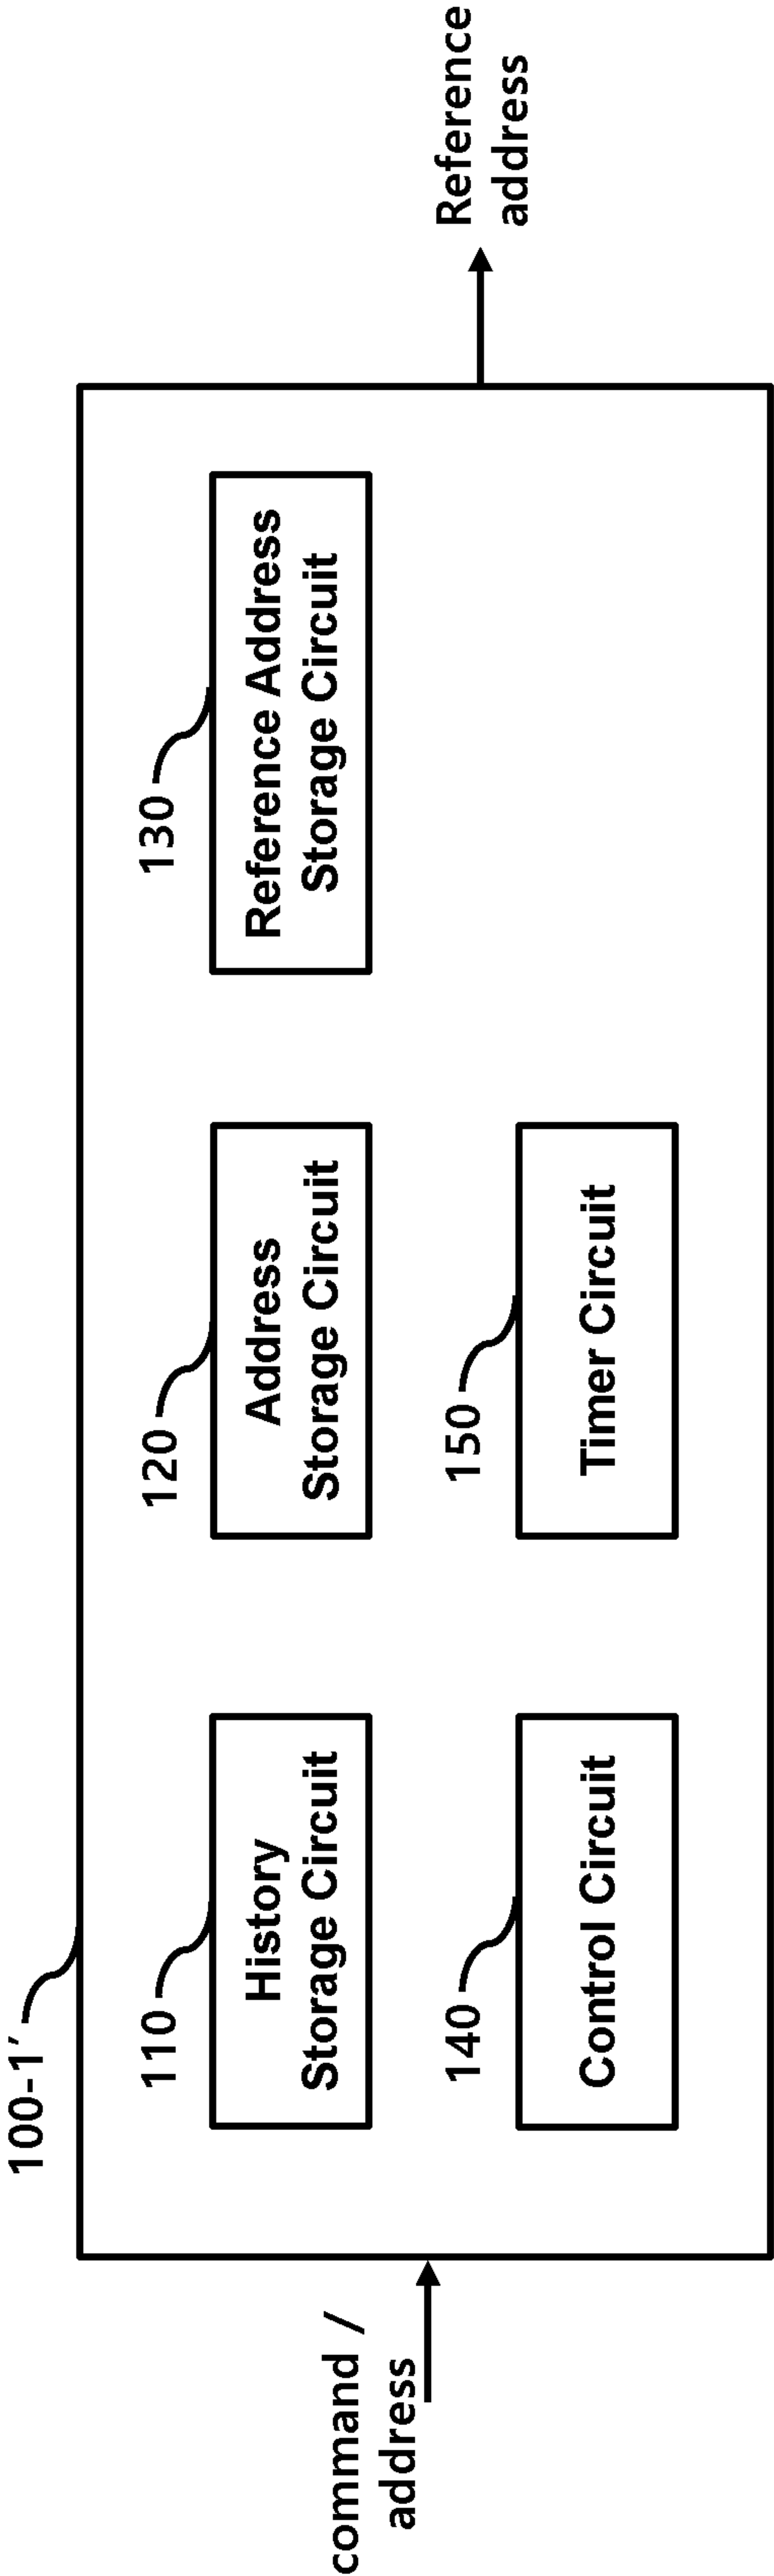 100-1′
command /
address
110
History
Storage Circuit
120
Address
Storage Circuit
130
Reference Address
Storage Circuit
140
Control Circuit
150
Timer Circuit
Reference
address